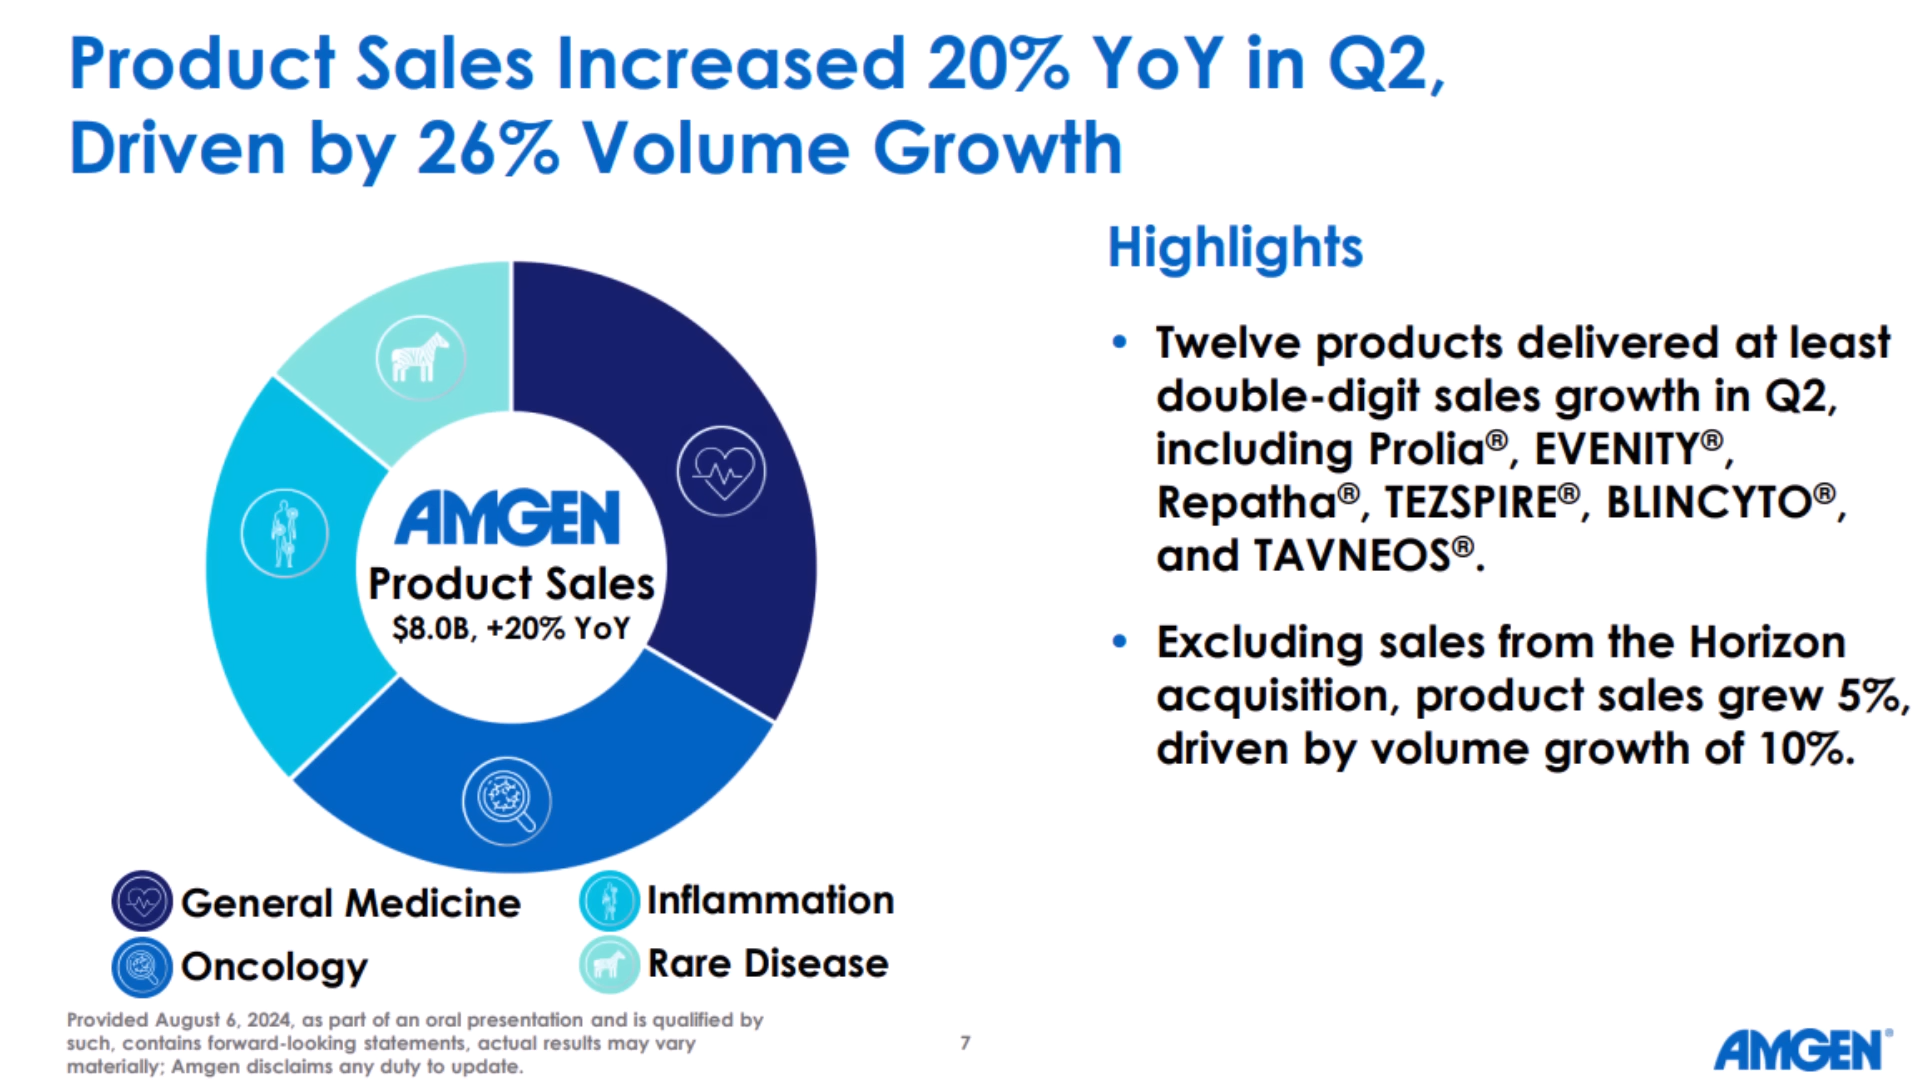 Product Sales Increased 20% YoY in Q2,
Driven by 26% Volume Growth
AMGEN
Product Sales
$8.0B, +20% YoY
General Medicine
Oncology
Inflammation
Rare Disease
Highlights
• Twelve products delivered at least
double-digit sales growth in Q2,
including Prolia®, EVENITY®,
Repatha®, TEZSPIRE®, BLINCYTO®,
and TAVNEOS®.
• Excluding sales from the Horizon
acquisition, product sales grew 5%,
driven by volume growth of 10%.
Provided August 6, 2024, as part of an oral presentation and is qualified by
such, contains forward-looking statements, actual results may vary
materially; Amgen disclaims any duty to update.
7
AMGEN®